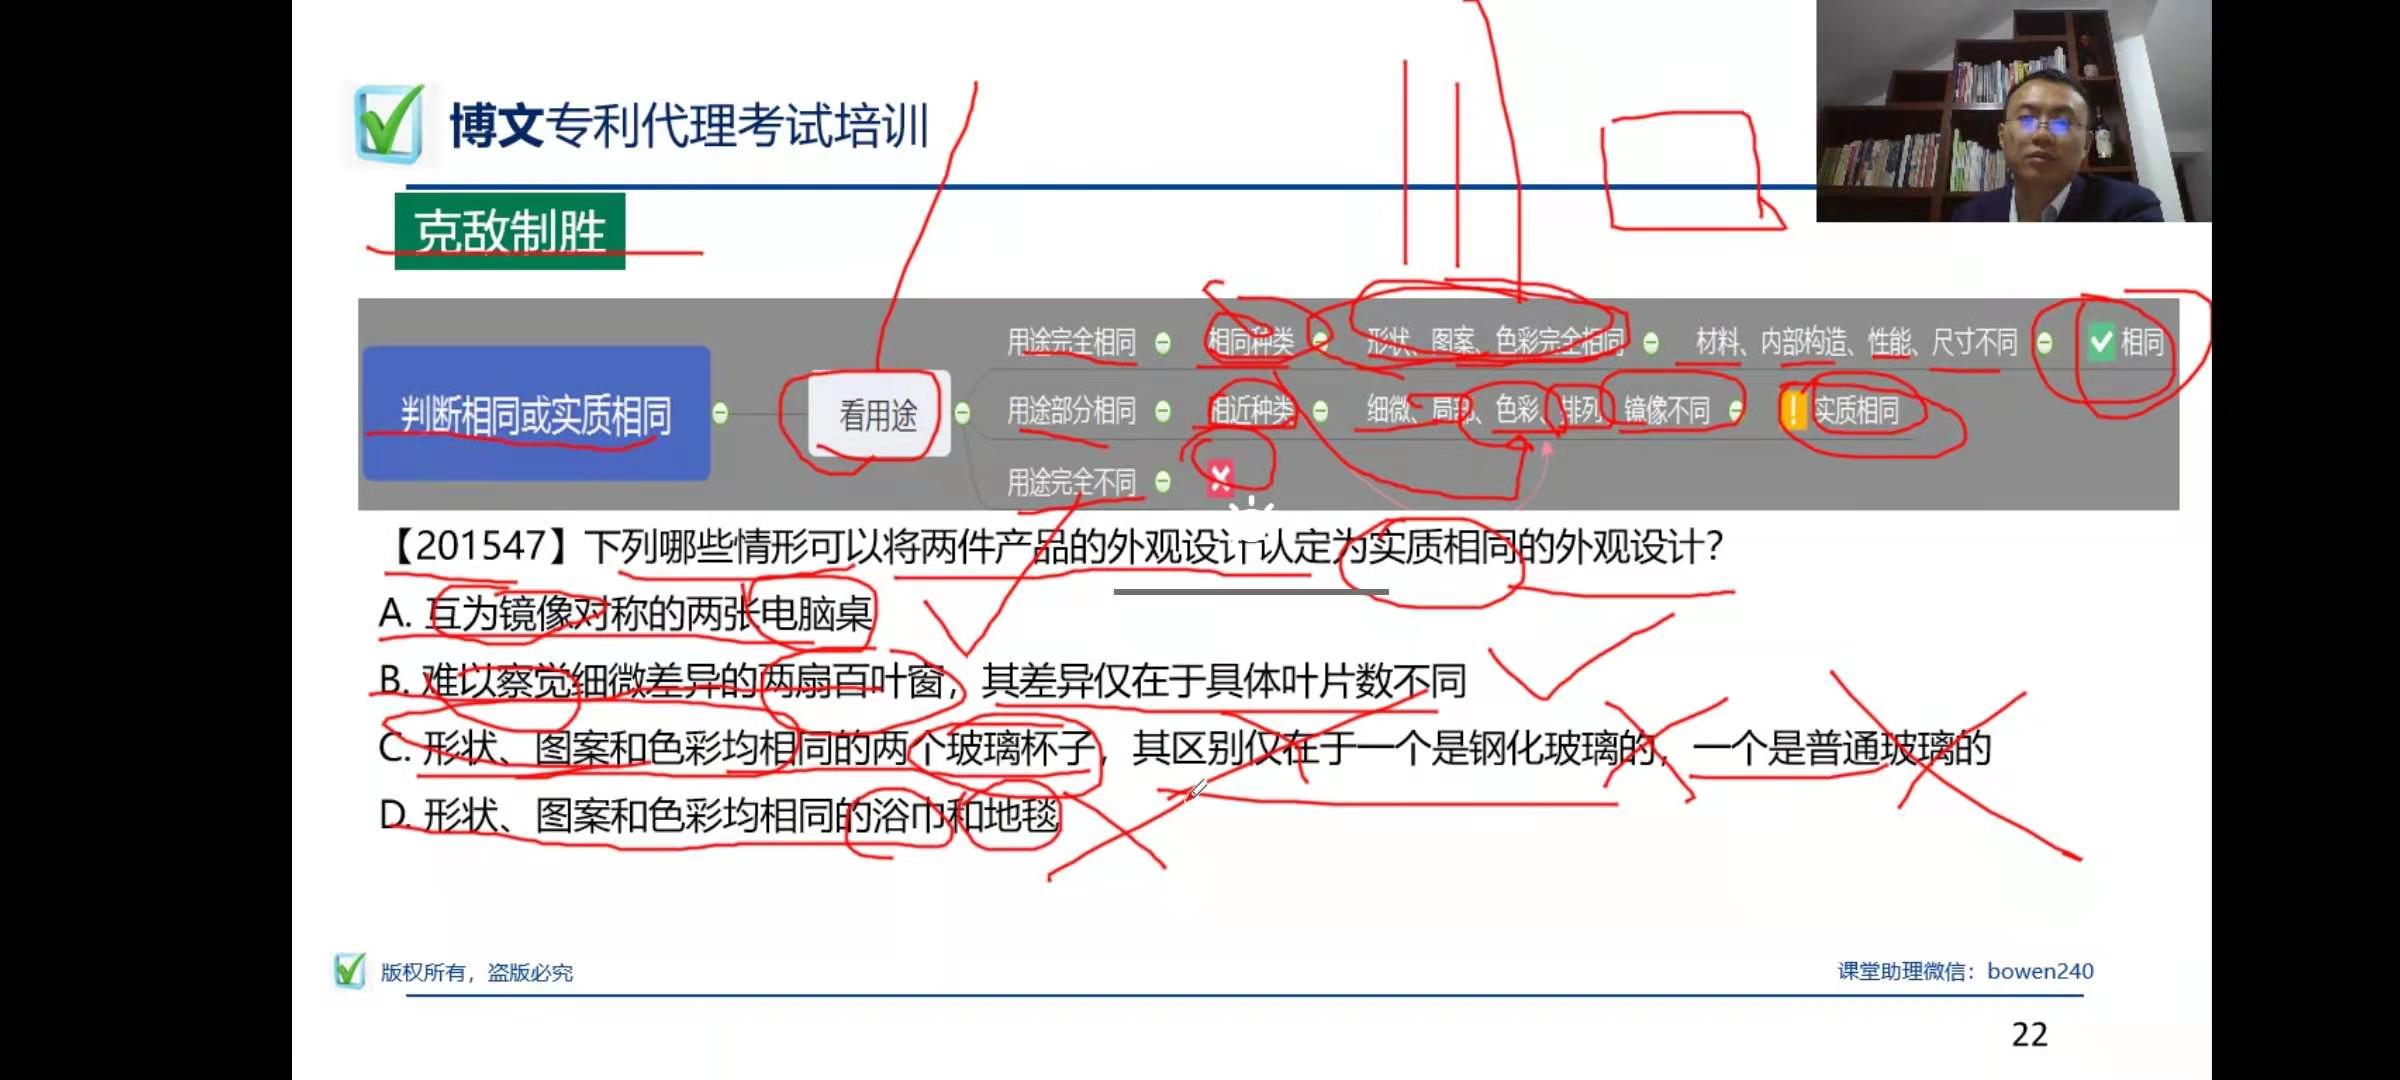 博文专利代理考试培训
克敌制胜
判断相同或实质相同
看用途
用途完全相同 相同种类 形状、图案、色彩完全相同 材料、内部构造、性能、尺寸不同 相同
用途部分相同 相近种类 细微、局部、色彩、排列、镜像不同 实质相同
用途完全不同
【201547】下列哪些情形可以将两件产品的外观设计认定为实质相同的外观设计？
A. 互为镜像对称的两张电脑桌
B. 难以察觉细微差异的两扇百叶窗，其差异仅在于具体叶片数不同
C. 形状、图案和色彩均相同的两个玻璃杯子，其区别仅在于一个是钢化玻璃的，一个是普通玻璃的
D. 形状、图案和色彩均相同的浴巾和地毯
版权所有，盗版必究
课堂助理微信：bowen240
22